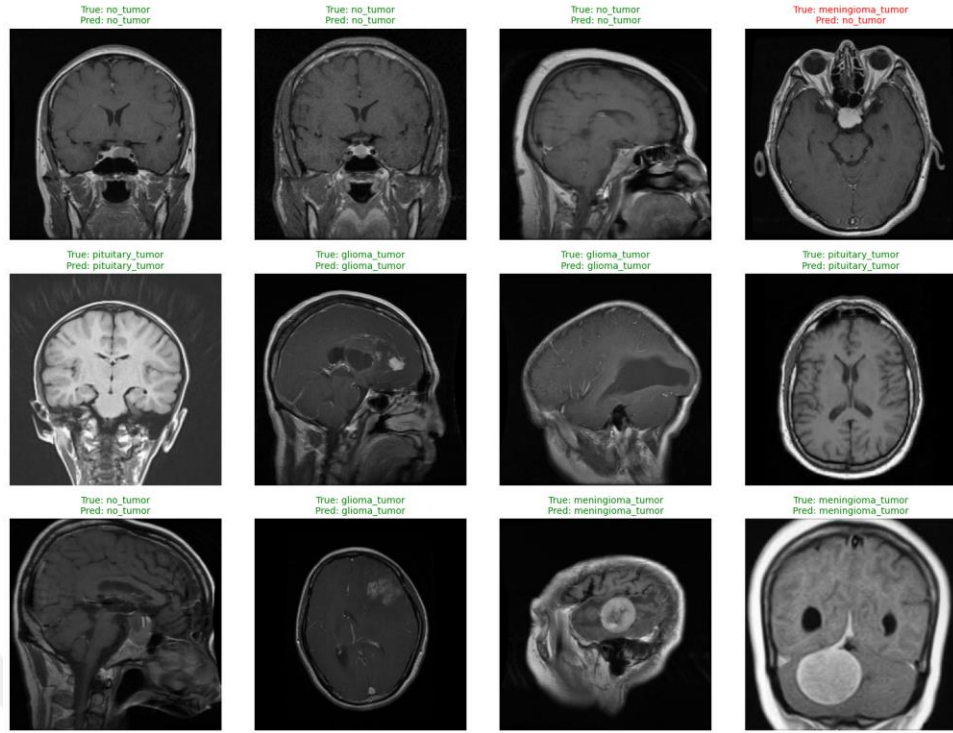 True: no_tumor
Pred: no_tumor
True: no_tumor
Pred: no_tumor
True: no_tumor
Pred: no_tumor
True: meningioma_tumor
Pred: no_tumor
True: pituitary_tumor
Pred: pituitary_tumor
True: glioma_tumor
Pred: glioma_tumor
True: glioma_tumor
Pred: glioma_tumor
True: pituitary_tumor
Pred: pituitary_tumor
True: no_tumor
Pred: no_tumor
True: glioma_tumor
Pred: glioma_tumor
True: meningioma_tumor
Pred: meningioma_tumor
True: meningioma_tumor
Pred: meningioma_tumor